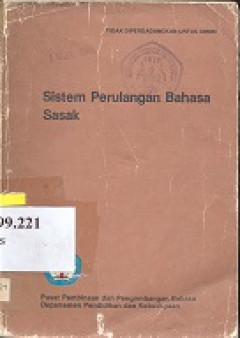 TIDAK DIPERDAGANGKAN UNTUK UMUM
Sistem Perulangan Bahasa
Sasak
99.221
S
Pusat Pembinaan dan Pengembangan Bahasa
Departemen Pendidikan dan Kebudayaan